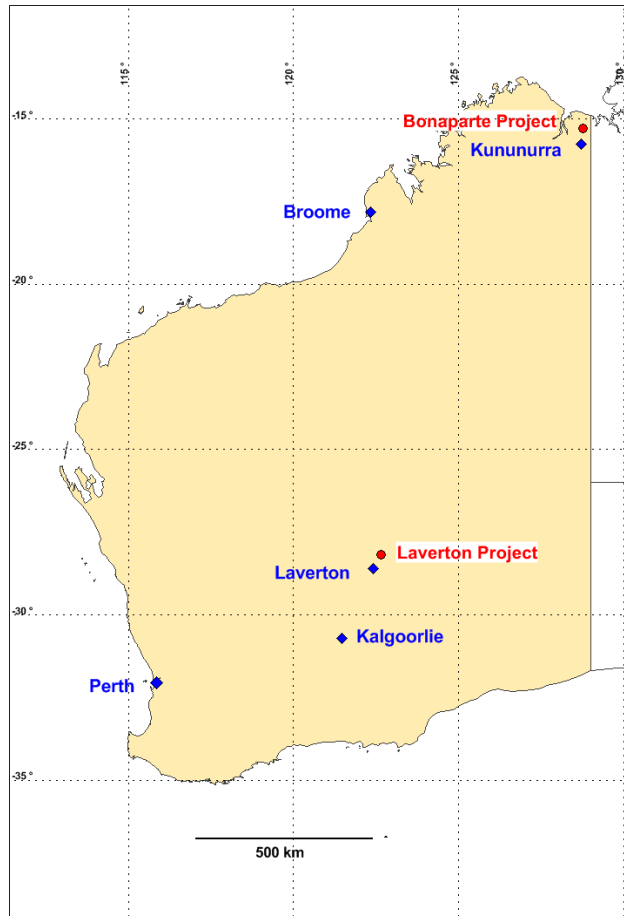 115°
120°
125°
130°
-15°
Bonaparte Project
Kununurra
Broome
-20°
-25°
Laverton Project
Laverton
-30°
Kalgoorlie
Perth
-35°
500 km